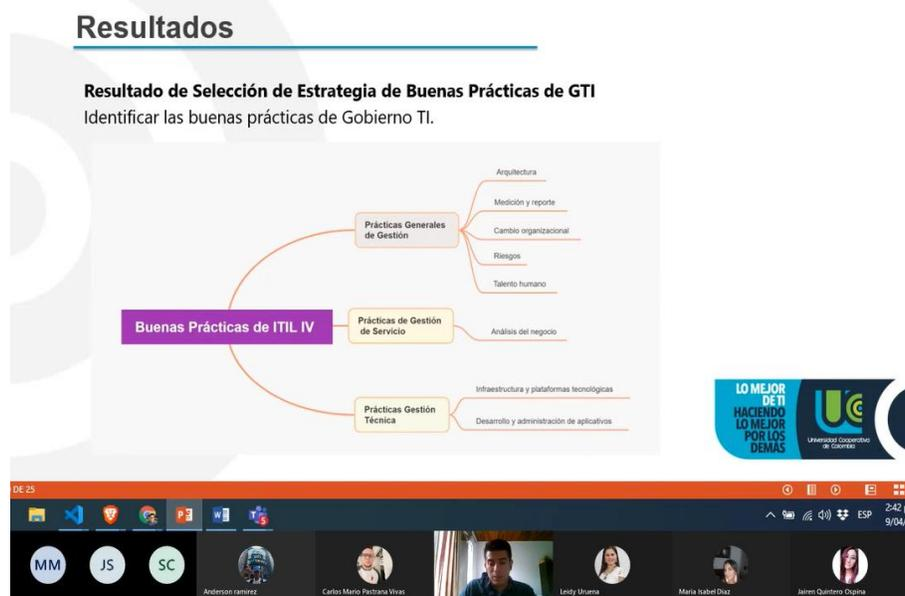 Resultados
Resultado de Selección de Estrategia de Buenas Prácticas de GTI
Identificar las buenas prácticas de Gobierno TI.
Buenas Prácticas de ITIL IV
Prácticas Generales
de Gestión
Arquitectura
Medición y reporte
Cambio organizacional
Riesgos
Talento humano
Prácticas de Gestión
de Servicio
Análisis del negocio
Prácticas Gestión
Técnica
Infraestructura y plataformas tecnológicas
Desarrollo y administración de aplicativos
LO MEJOR
DE TI
HACIENDO
LO MEJOR
POR LOS
DEMÁS
Universidad Cooperativa
de Colombia
DE 25
ESP
2:42
9/04/
MM
JS
SC
Anderson ramirez
Carlos Mario Pastrana Vivas
Leidy Uruena
Maria Isabel Diaz
Jairen Quintero Ospina